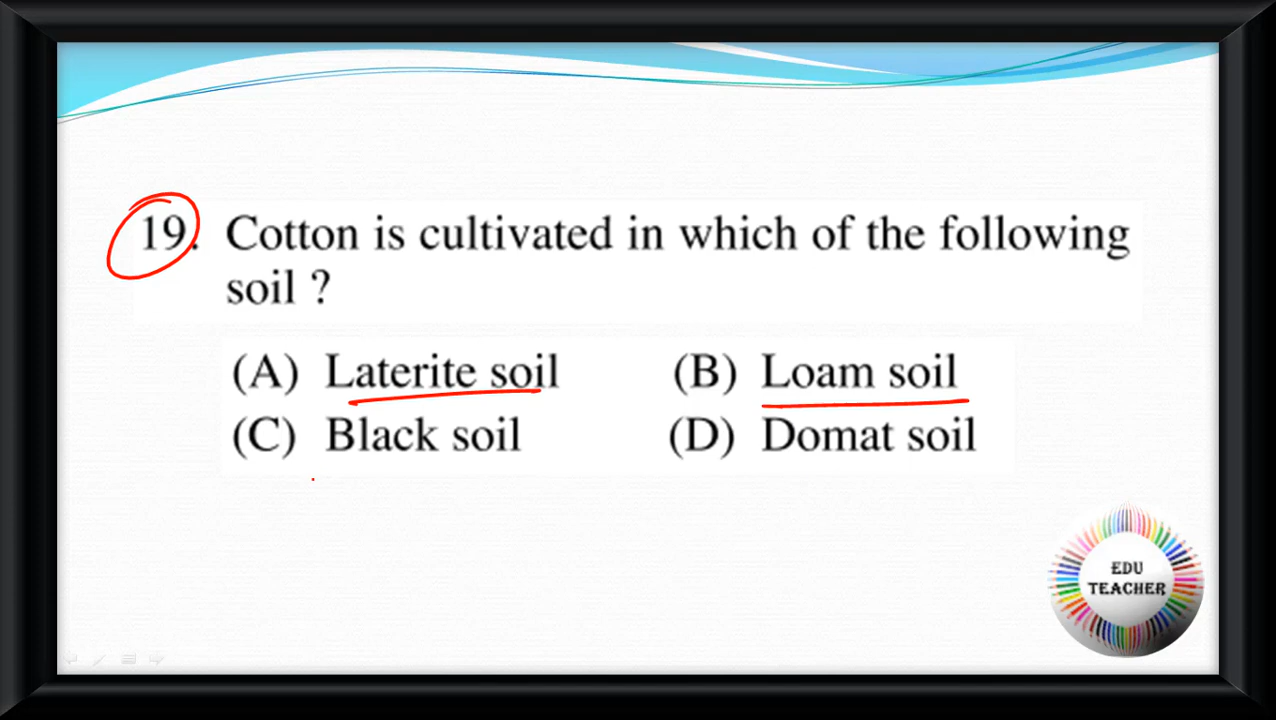 19. Cotton is cultivated in which of the following
soil ?
(A) Laterite soil (B) Loam soil
(C) Black soil (D) Domat soil
EDU
TEACHER